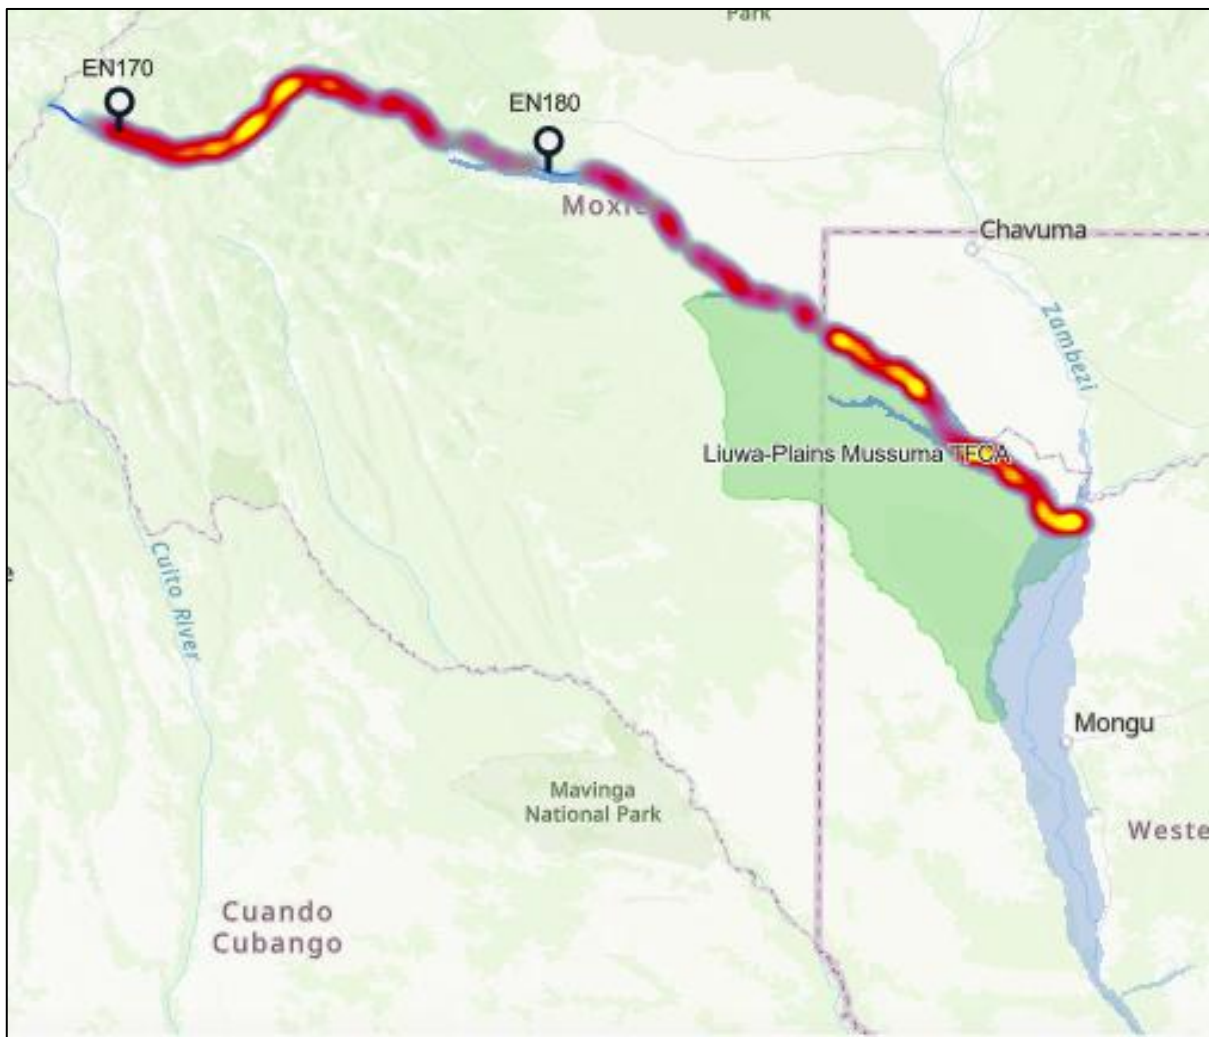 Park
EN170
EN180
Moxic
Chavuma
Zambezi
Liuwa-Plains Mussuma TFCA
Cuito River
e
Mongu
Mavinga
National Park
Weste
Cuando
Cubango